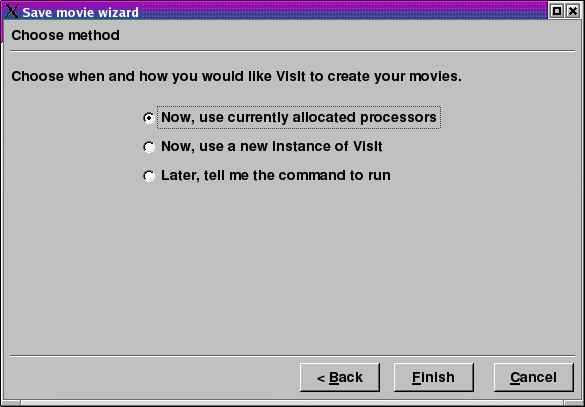 Save movie wizard
Choose method
Choose when and how you would like VisIt to create your movies.
Now, use currently allocated processors
Now, use a new instance of VisIt
Later, tell me the command to run
< Back Finish Cancel